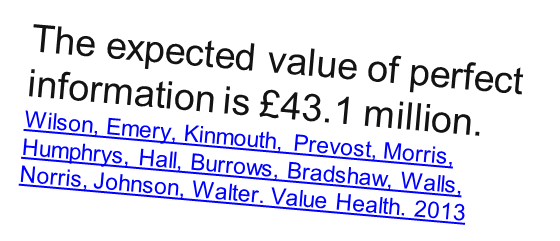 The expected value of perfect
information is £43.1 million.
Wilson, Emery, Kinmouth, Prevost, Morris,
Humphrys, Hall, Burrows, Bradshaw, Walls,
Norris, Johnson, Walter. Value Health. 2013